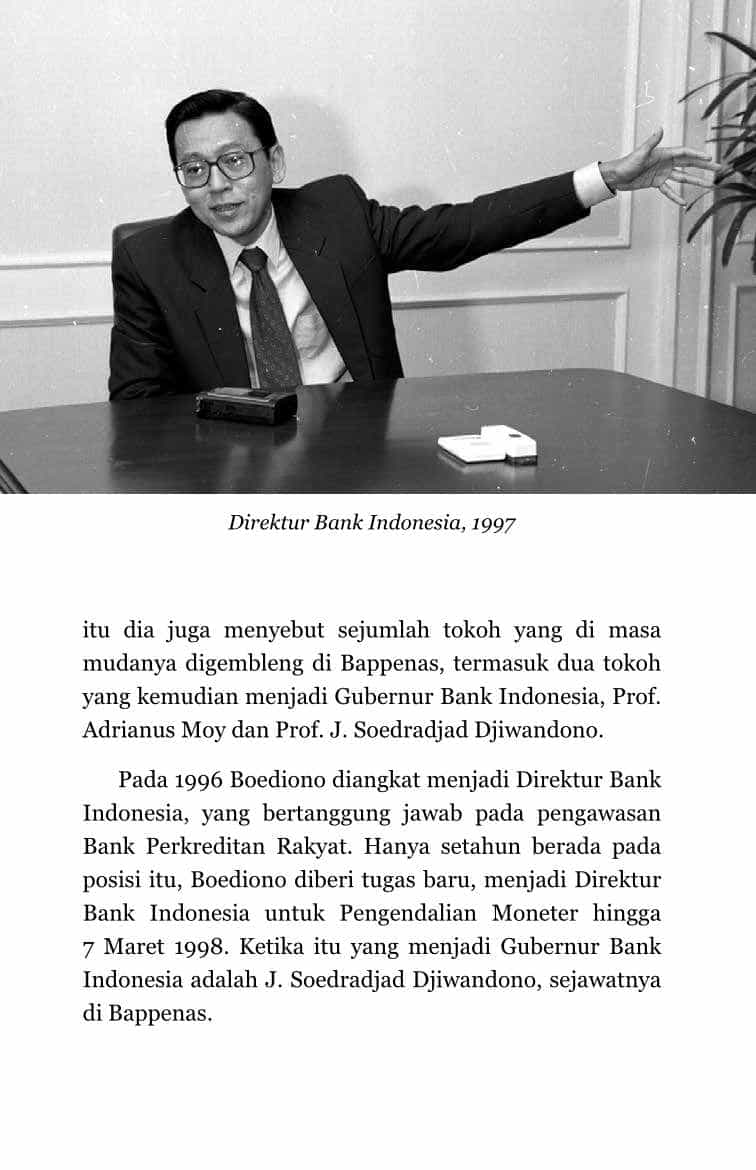 Direktur Bank Indonesia, 1997
itu dia juga menyebut sejumlah tokoh yang di masa
mudanya digembleng di Bappenas, termasuk dua tokoh
yang kemudian menjadi Gubernur Bank Indonesia, Prof.
Adrianus Moy dan Prof. J. Soedradjad Djiwandono.
Pada 1996 Boediono diangkat menjadi Direktur Bank
Indonesia, yang bertanggung jawab pada pengawasan
Bank Perkreditan Rakyat. Hanya setahun berada pada
posisi itu, Boediono diberi tugas baru, menjadi Direktur
Bank Indonesia untuk Pengendalian Moneter hingga
7 Maret 1998. Ketika itu yang menjadi Gubernur Bank
Indonesia adalah J. Soedradjad Djiwandono, sejawatnya
di Bappenas.